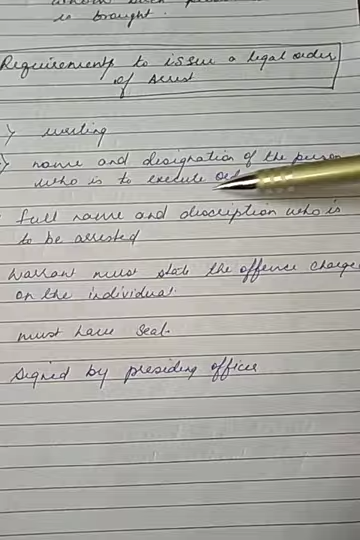 is brought.
Requirements to issue a legal order
of arrest
writing
name and designation of the person
who is to execute
full name and description who is
to be arrested
warrant must state the offence charge
on the individual.
must have seal.
signed by presiding officer